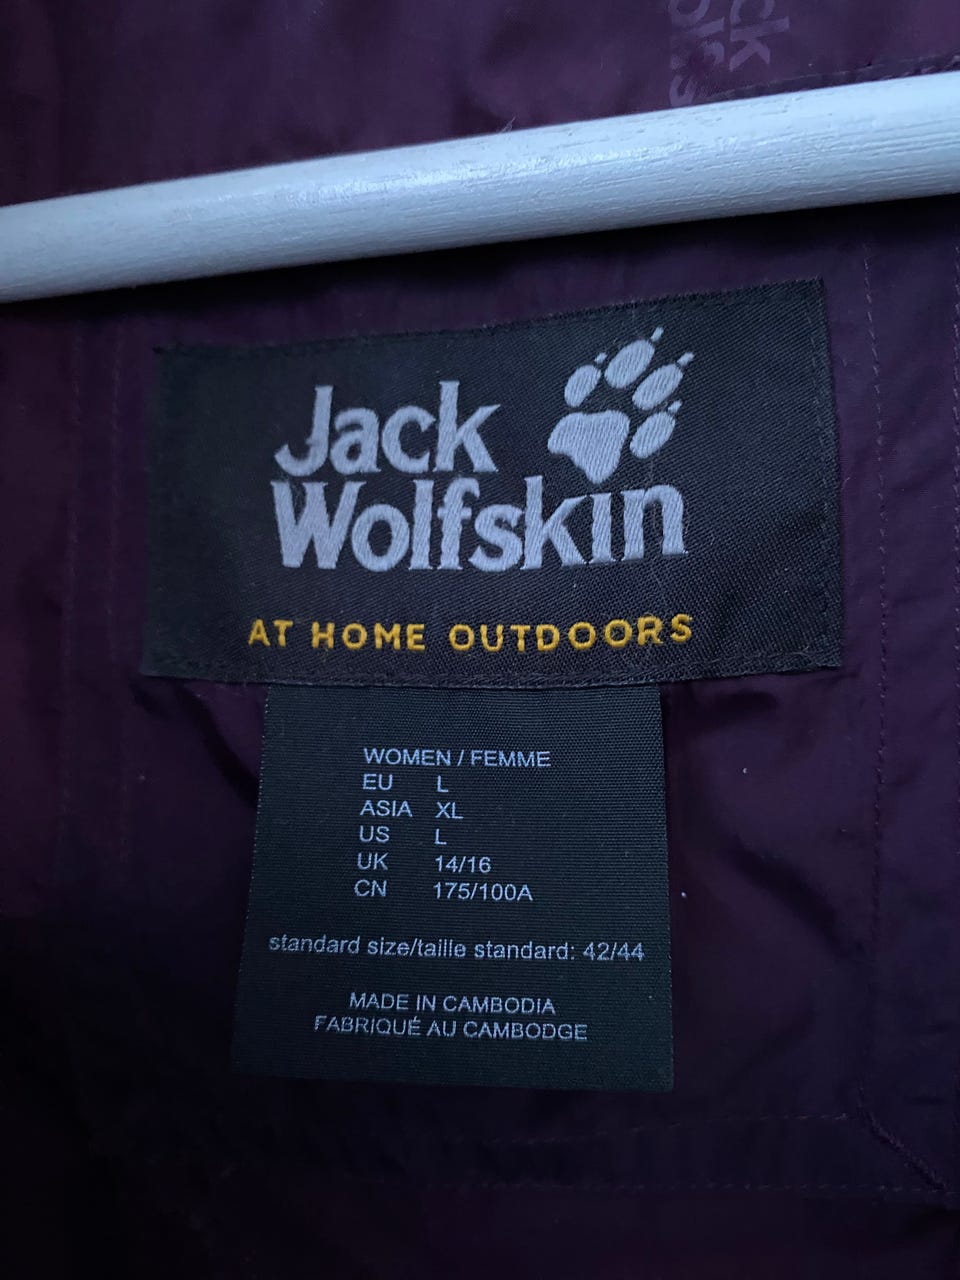 Jack
Wolfskin
AT HOME OUTDOORS
WOMEN / FEMME
EU L
ASIA XL
US L
UK 14/16
CN 175/100A
standard size/taille standard: 42/44
MADE IN CAMBODIA
FABRIQUÉ AU CAMBODGE